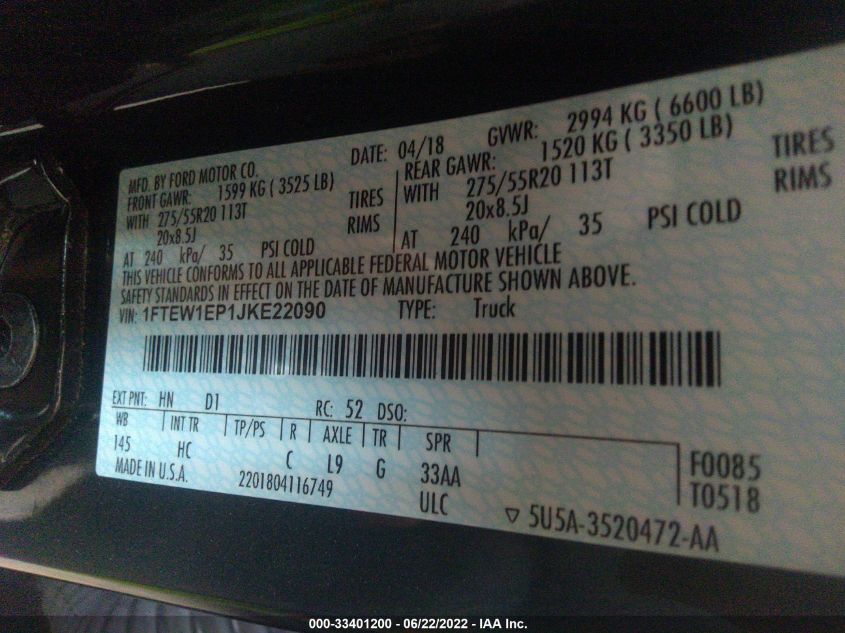 MFD. BY FORD MOTOR CO.
DATE: 04/18 GVWR: 2994 KG ( 6600 LB)
FRONT GAWR: 1599 KG ( 3525 LB)
REAR GAWR: 1520 KG ( 3350 LB)
WITH 275/55R20 113T TIRES
WITH 275/55R20 113T TIRES
20x8.5J RIMS
20x8.5J RIMS
AT 240 kPa/ 35 PSI COLD
AT 240 kPa/ 35 PSI COLD
THIS VEHICLE CONFORMS TO ALL APPLICABLE FEDERAL MOTOR VEHICLE
SAFETY STANDARDS IN EFFECT ON THE DATE OF MANUFACTURE SHOWN ABOVE.
VIN: 1FTEW1EP1JKE22090 TYPE: Truck
EXT PNT: HN D1 RC: 52 DSO:
WB INT TR TP/PS R AXLE TR SPR
145 HC C L9 G 33AA
F0085
MADE IN U.S.A. 2201804116749 ULC
T0518
▽ 5U5A-3520472-AA
000-33401200 - 06/22/2022 - IAA Inc.